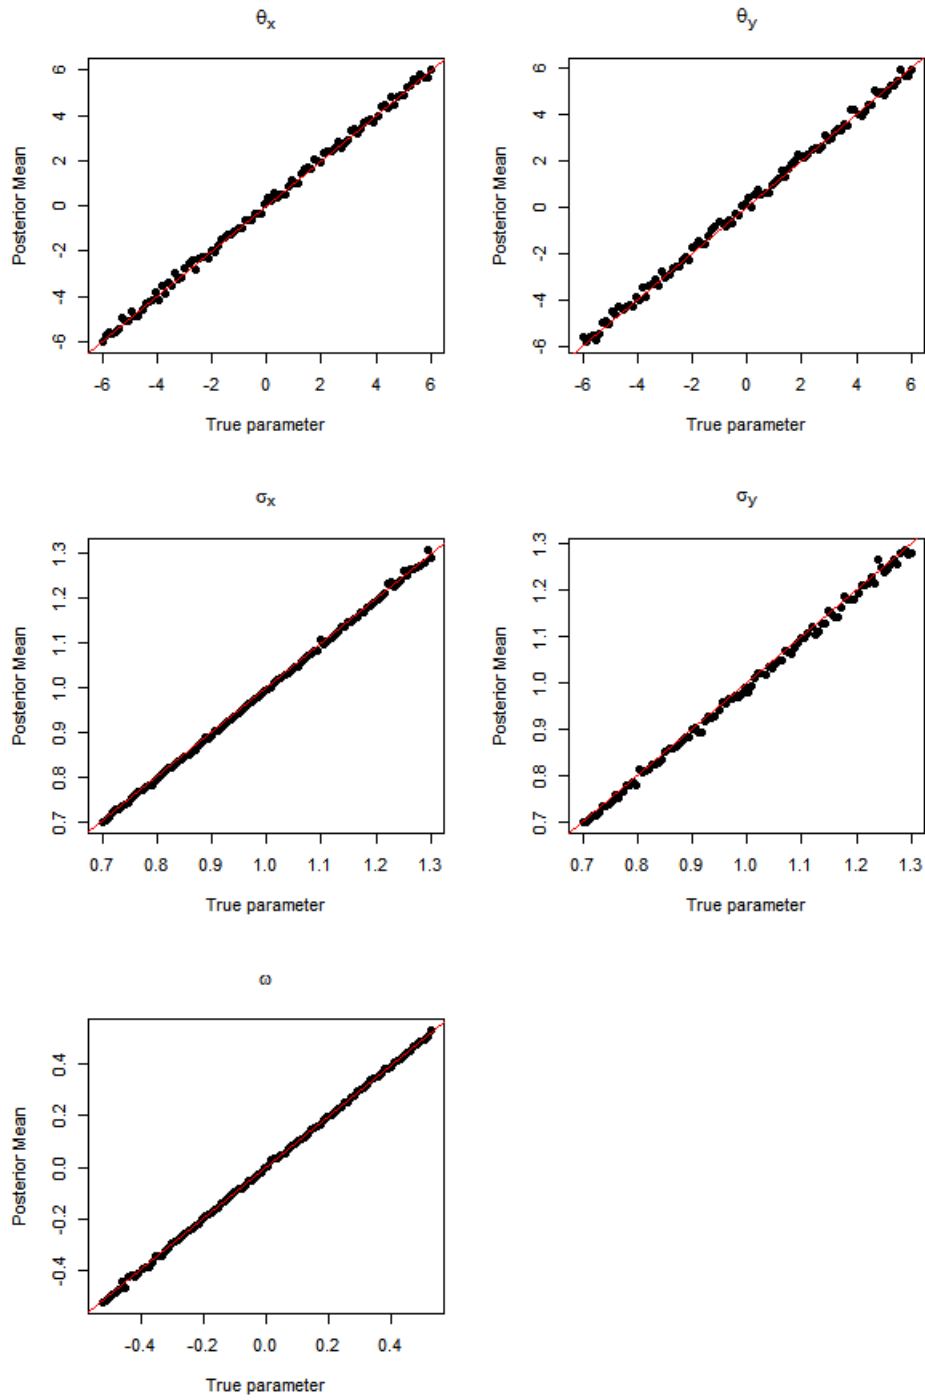 θx θy
6 6
4 4
2 2
0 0
-2 -2
-4 -4
-6 -6
Posterior Mean Posterior Mean
-6 -4 -2 0 2 4 6 -6 -4 -2 0 2 4 6
True parameter True parameter
σx σy
1.3 1.3
1.2 1.2
1.1 1.1
1.0 1.0
0.9 0.9
0.8 0.8
0.7 0.7
Posterior Mean Posterior Mean
0.7 0.8 0.9 1.0 1.1 1.2 1.3 0.7 0.8 0.9 1.0 1.1 1.2 1.3
True parameter True parameter
ω
0.4
0.2
0.0
-0.2
-0.4
Posterior Mean
-0.4 -0.2 0.0 0.2 0.4
True parameter